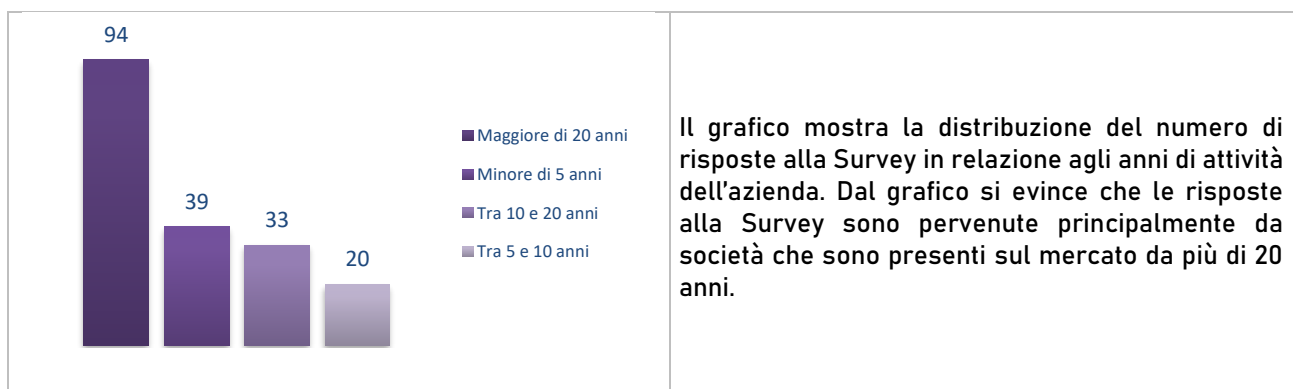 94
39
33
20
Maggiore di 20 anni
Minore di 5 anni
Tra 10 e 20 anni
Tra 5 e 10 anni
Il grafico mostra la distribuzione del numero di
risposte alla Survey in relazione agli anni di attività
dell'azienda. Dal grafico si evince che le risposte
alla Survey sono pervenute principalmente da
società che sono presenti sul mercato da più di 20
anni.